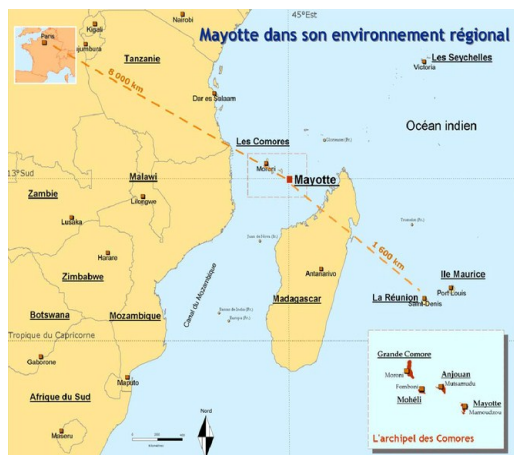 45°Est
Mayotte dans son environnement régional
Paris
Kigali
Nairobi
Bujumbura
Tanzanie
8 000 km
Dar es Salaam
Les Seychelles
Victoria
Océan indien
Les Comores
Moroni
Mayotte
13°Sud
Malawi
Lilongwe
Zambie
Lusaka
Harare
Zimbabwe
Botswana
Mozambique
Canal du Mozambique
Antanarivo
Madagascar
1 600 km
Ile Maurice
Port Louis
La Réunion
Saint-Denis
Tropique du Capricorne
Gaborone
Maputo
Afrique du Sud
Maseru
Nord
Grande Comore
Moroni
Anjouan
Mutsamudu
Fomboni
Mohéli
Mayotte
Mamoudzou
L'archipel des Comores